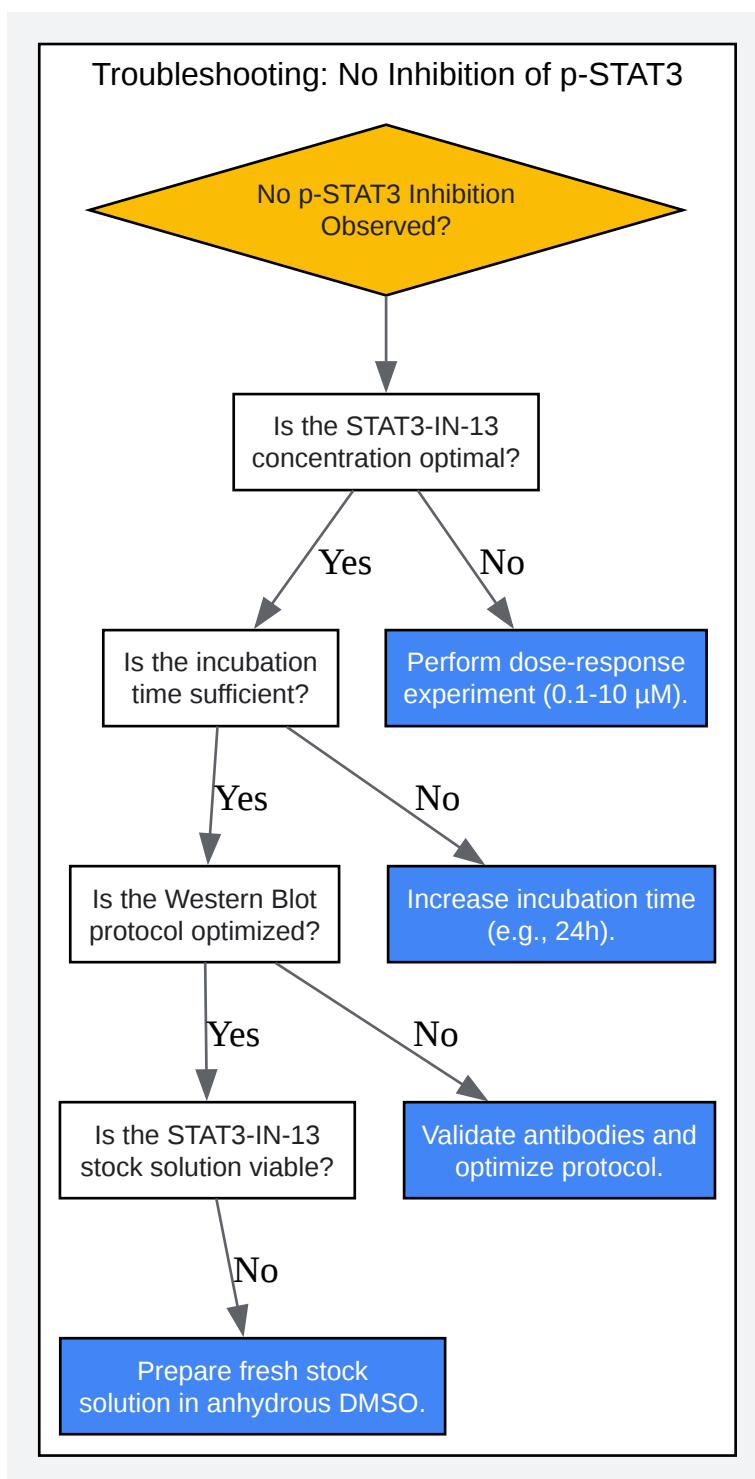 Troubleshooting: No Inhibition of p-STAT3
No p-STAT3 Inhibition
Observed?
Is the STAT3-IN-13
concentration optimal?
Yes
No
Is the incubation
time sufficient?
Perform dose-response
experiment (0.1-10 µM).
Yes
No
Is the Western Blot
protocol optimized?
Increase incubation time
(e.g., 24h).
Yes
No
Is the STAT3-IN-13
stock solution viable?
Validate antibodies and
optimize protocol.
No
Prepare fresh stock
solution in anhydrous DMSO.